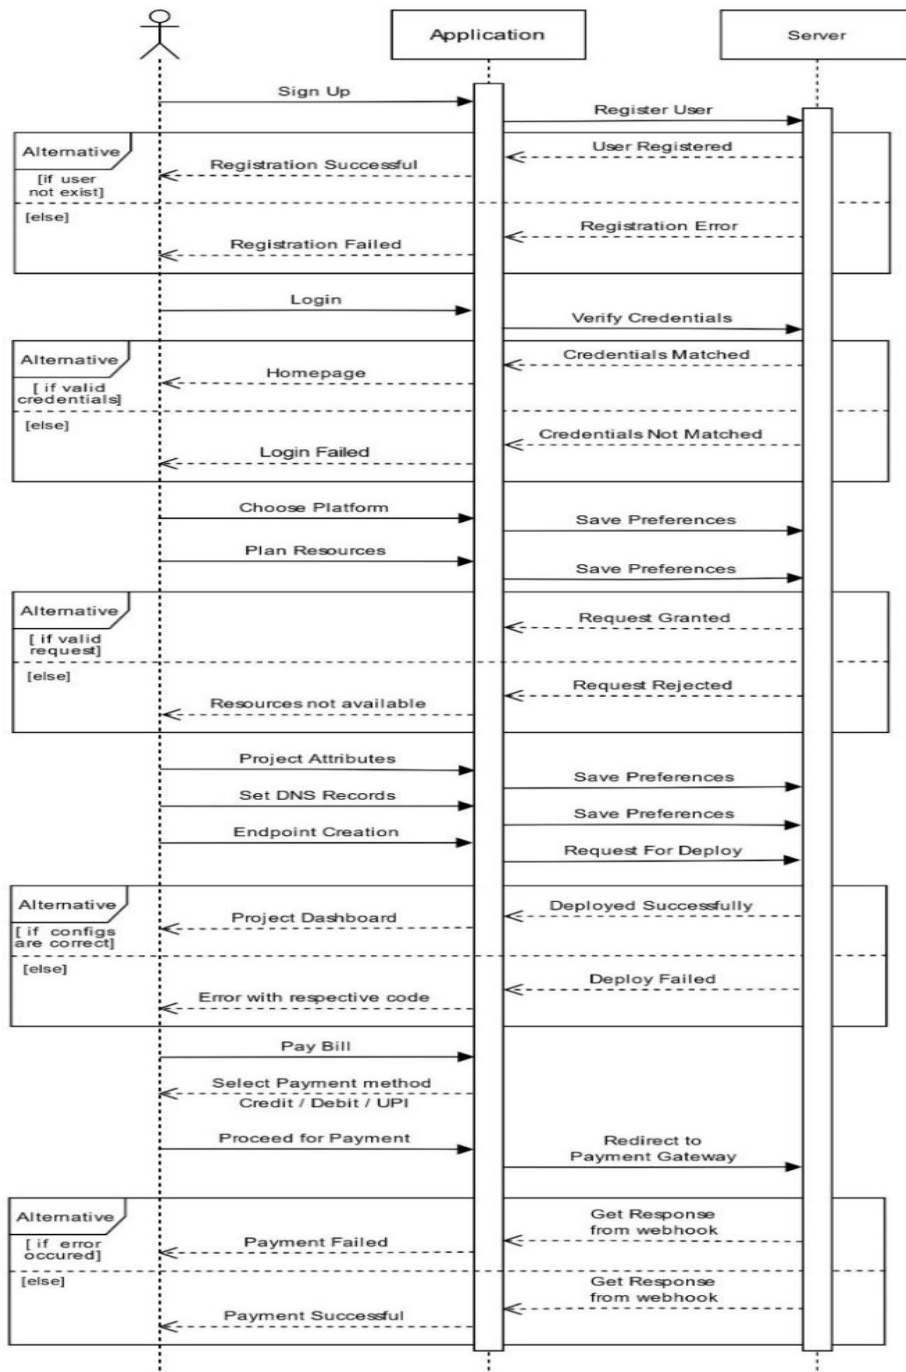 Application
Server
Sign Up
Register User
Alternative
User Registered
Registration Successful
[if user
not exist]
[else]
Registration Error
Registration Failed
Login
Verify Credentials
Alternative
Credentials Matched
Homepage
[ if valid
credentials]
[else]
Credentials Not Matched
Login Failed
Choose Platform
Save Preferences
Plan Resources
Save Preferences
Alternative
Request Granted
[ if valid
request]
[else]
Request Rejected
Resources not available
Project Attributes
Save Preferences
Set DNS Records
Save Preferences
Endpoint Creation
Request For Deploy
Alternative
Deployed Successfully
Project Dashboard
[ if configs
are correct]
[else]
Deploy Failed
Error with respective code
Pay Bill
Select Payment method
Credit / Debit / UPI
Proceed for Payment
Redirect to
Payment Gateway
Alternative
Get Response
from webhook
[ if error
occured]
Payment Failed
[else]
Get Response
from webhook
Payment Successful